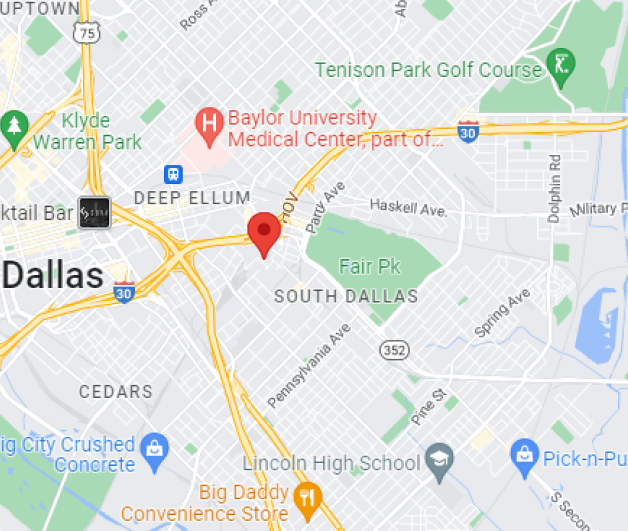 UPTOWN
75
Ross A
Ab
Tenison Park Golf Course
Klyde
Warren Park
Baylor University
Medical Center, part of...
30
DEEP ELLUM
HOV
Parry Ave
Haskell Ave.
Dolphin Rd
Military P
ktail Bar
Dallas
30
Fair Pk
SOUTH DALLAS
Spring Ave
352
Pennsylvania Ave
CEDARS
Pine St
ig City Crushed
Concrete
Lincoln High School
Pick-n-Pu
Big Daddy
Convenience Store
S Secon